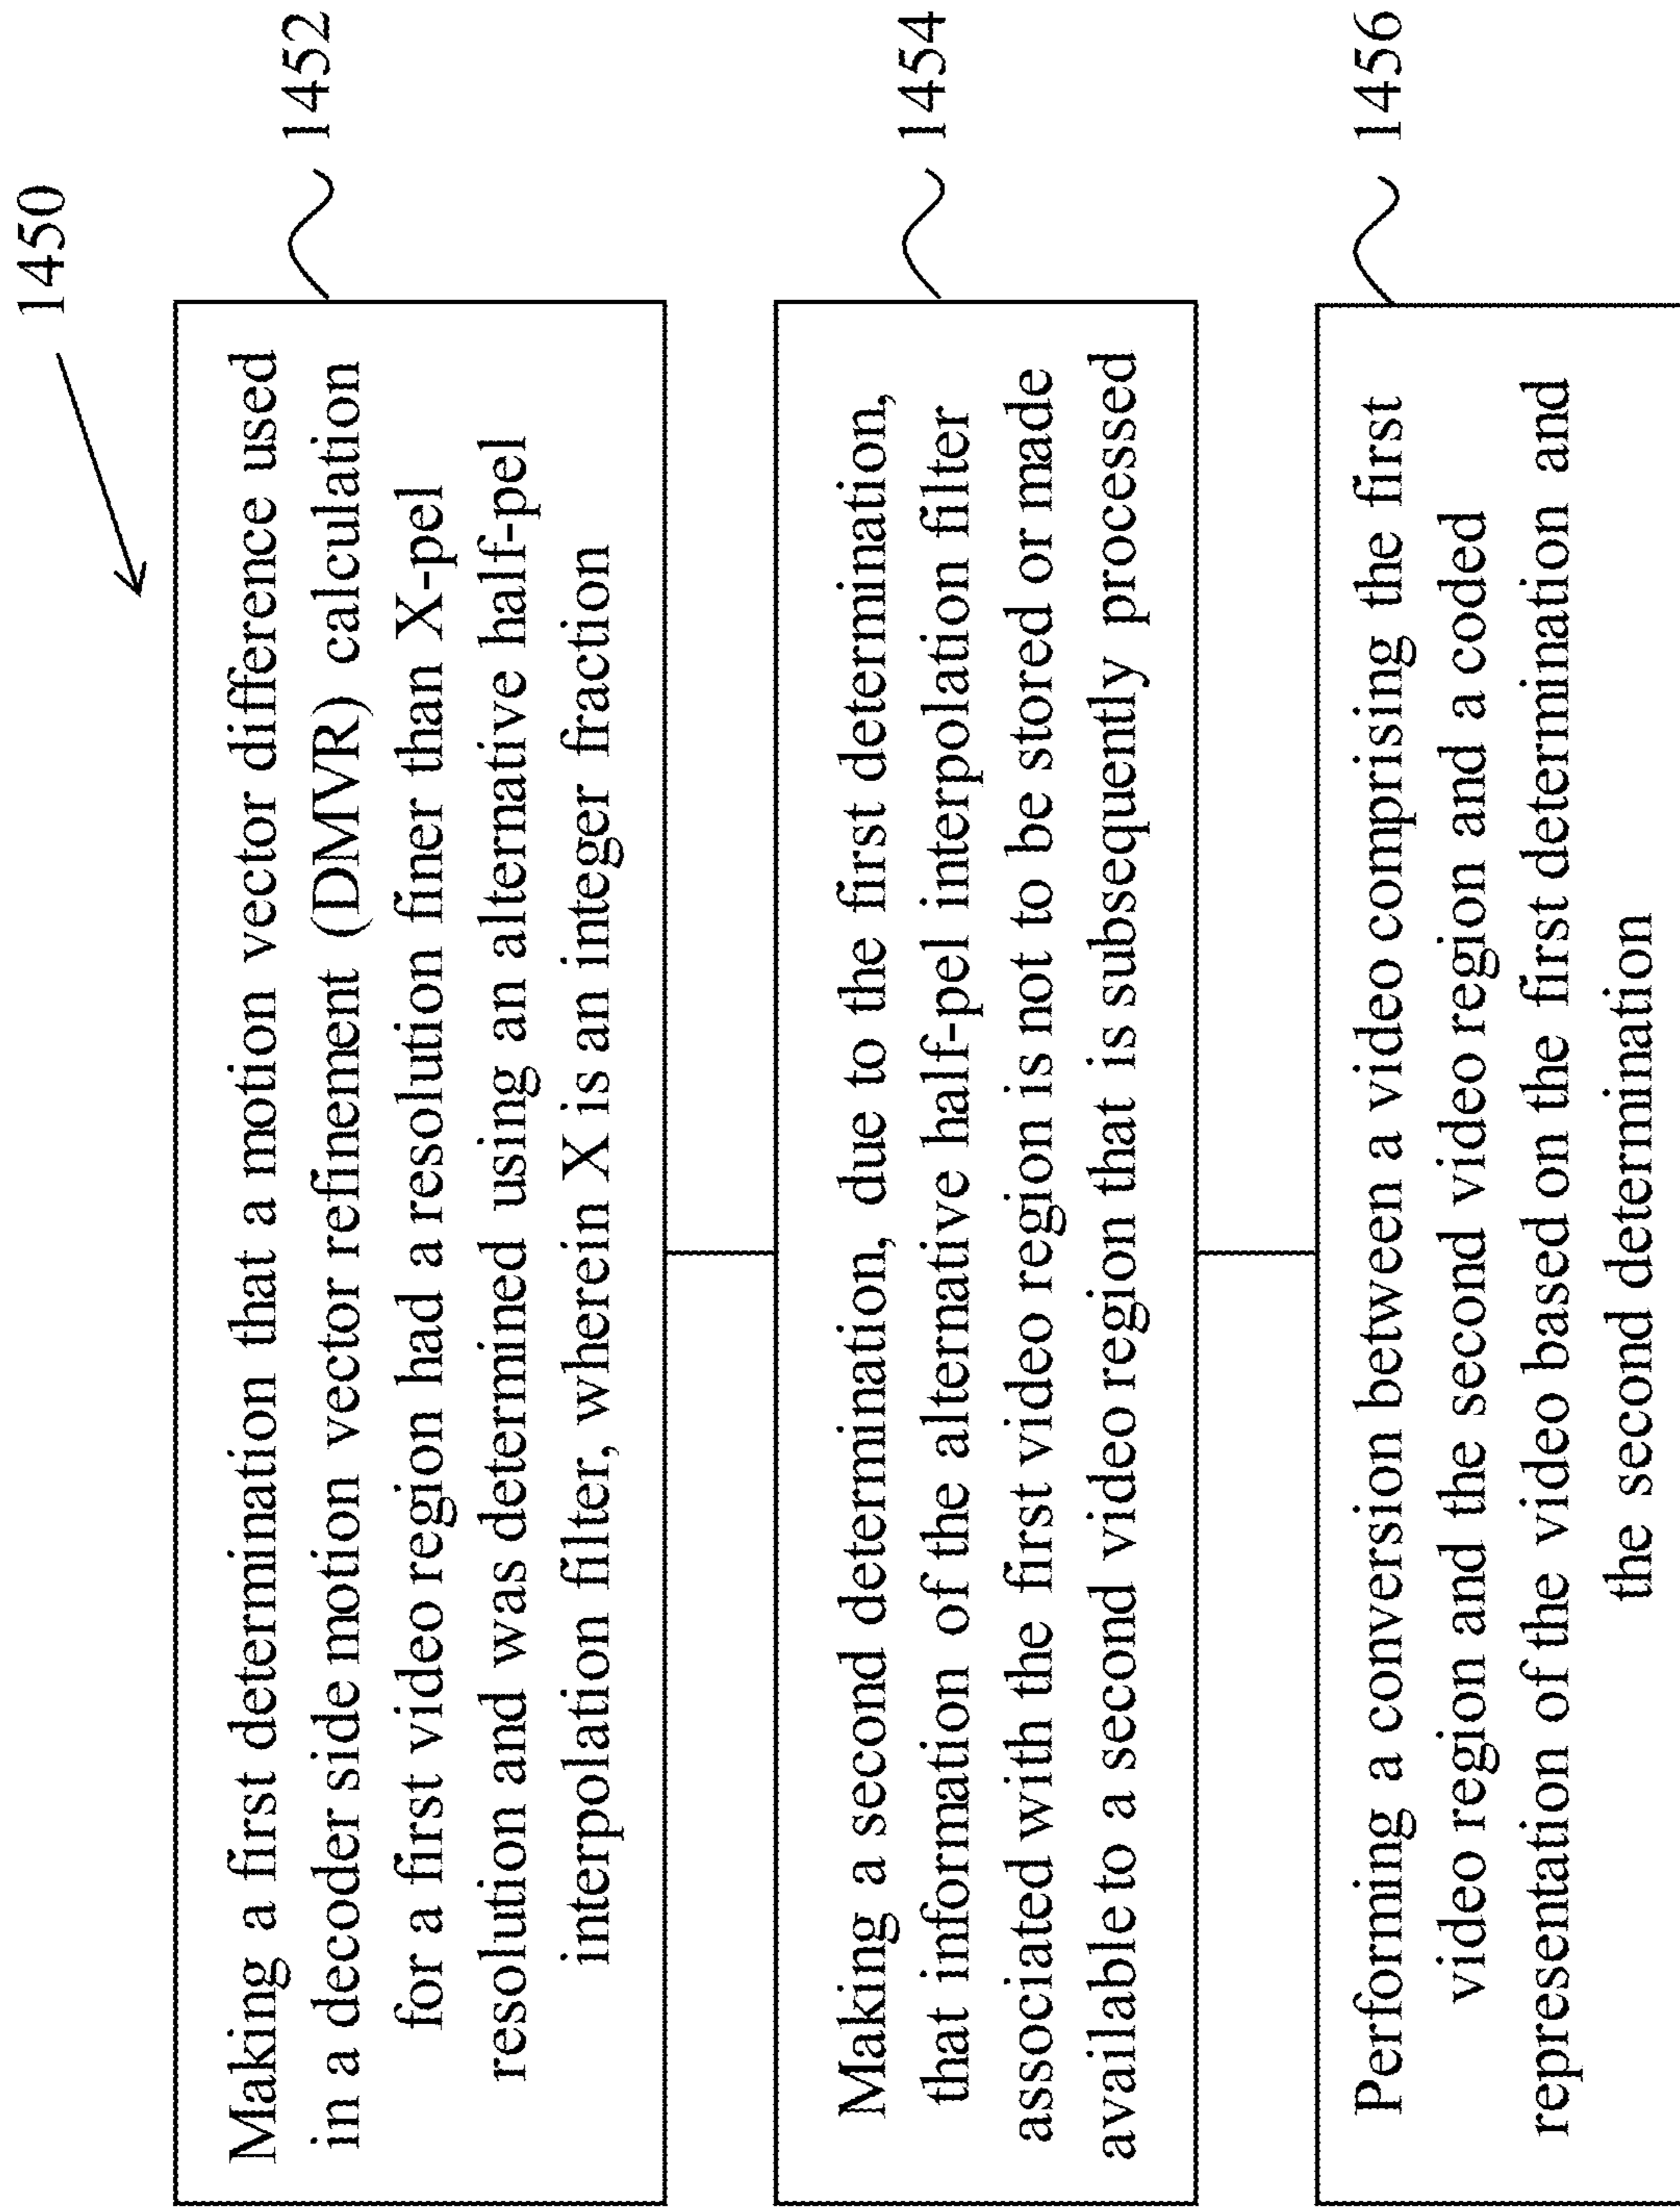 1450
Making a first determination that a motion vector difference used
in a decoder side motion vector refinement (DMVR) calculation
for a first video region had a resolution finer than X-pel
resolution and was determined using an alternative half-pel
interpolation filter, wherein X is an integer fraction
1452
Making a second determination, due to the first determination,
that information of the alternative half-pel interpolation filter
associated with the first video region is not to be stored or made
available to a second video region that is subsequently processed
1454
Performing a conversion between a video comprising the first
video region and the second video region and a coded
representation of the video based on the first determination and
the second determination
1456